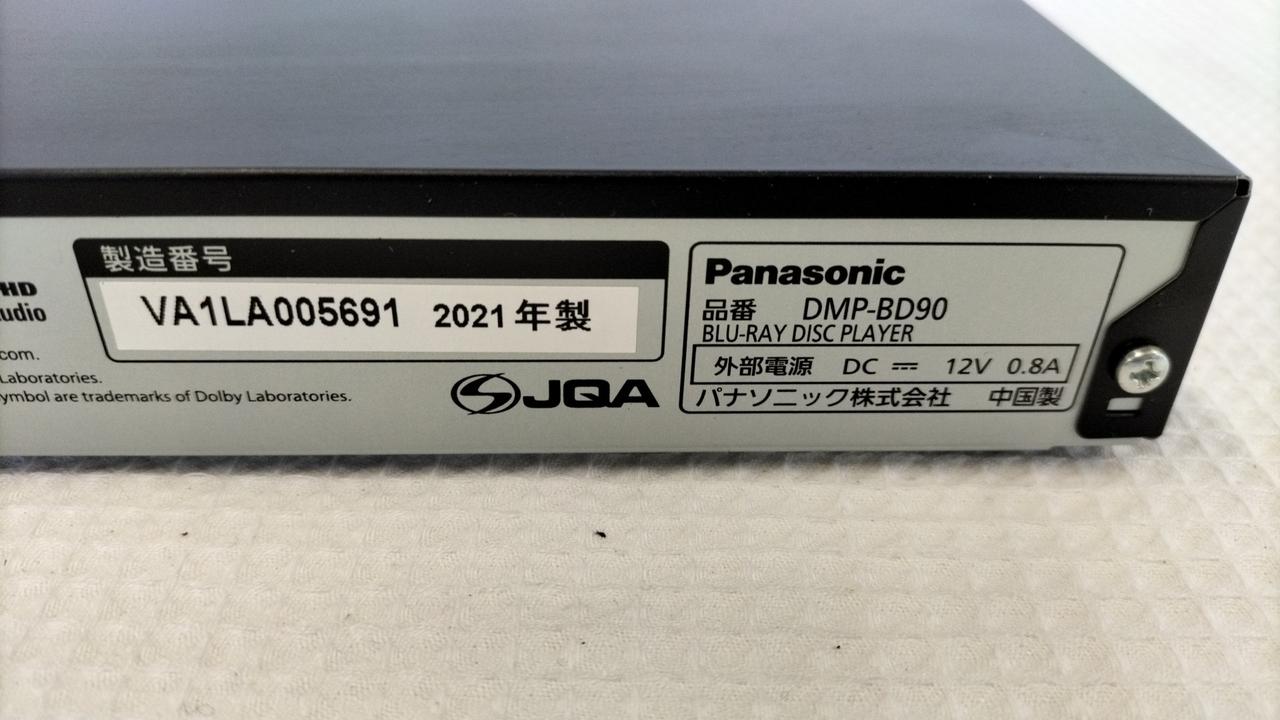 HD
udio
com.
Laboratories.
ymbol are trademarks of Dolby Laboratories.
製造番号
VA1LA005691 2021年製
JQA
Panasonic
品番 DMP-BD90
BLU-RAY DISC PLAYER
外部電源 DC ⎓ 12V 0.8A
パナソニック株式会社 中国製